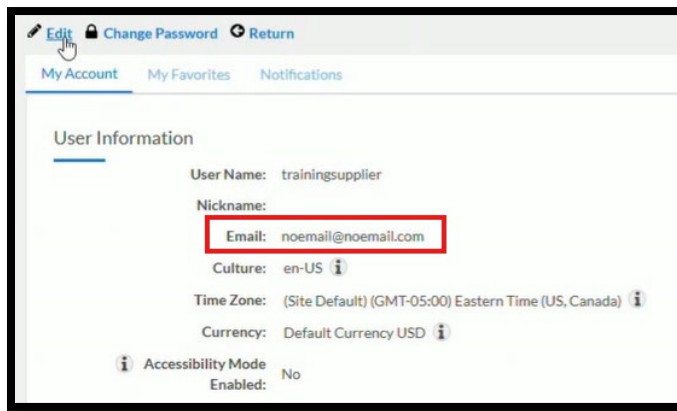 Edit Change Password Return
My Account My Favorites Notifications
User Information
User Name: trainingsupplier
Nickname:
Email: noemail@noemail.com
Culture: en-US i
Time Zone: (Site Default) (GMT-05:00) Eastern Time (US, Canada) i
Currency: Default Currency USD i
i Accessibility Mode
Enabled: No